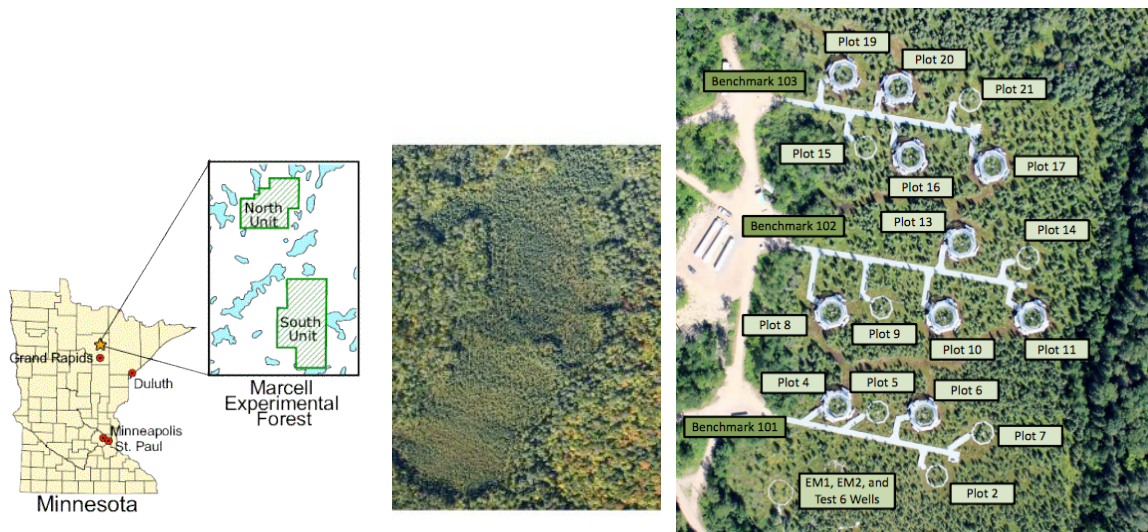 North
Unit
South
Unit
Grand Rapids
Duluth
Minneapolis
St. Paul
Marcell
Experimental
Forest
Minnesota
Plot 19
Plot 20
Benchmark 103
Plot 21
Plot 15
Plot 16
Plot 17
Plot 13
Benchmark 102
Plot 14
Plot 8
Plot 9
Plot 10
Plot 11
Plot 4
Plot 5
Plot 6
Benchmark 101
Plot 7
EM1, EM2, and
Test 6 Wells
Plot 2